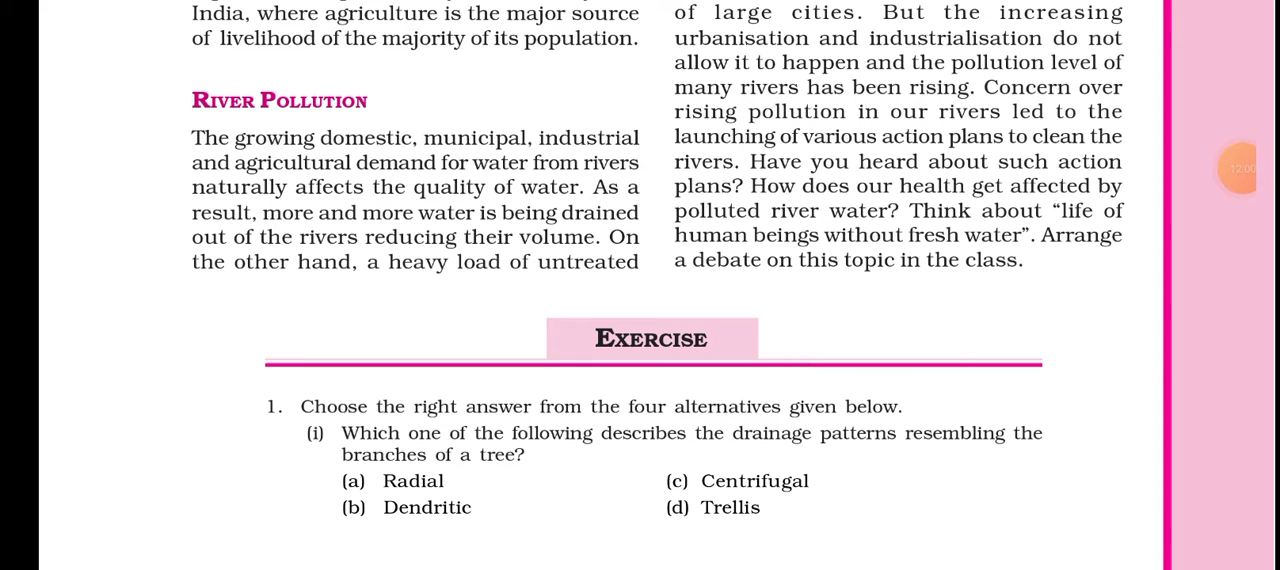 India, where agriculture is the major source
of livelihood of the majority of its population.
RIVER POLLUTION
The growing domestic, municipal, industrial
and agricultural demand for water from rivers
naturally affects the quality of water. As a
result, more and more water is being drained
out of the rivers reducing their volume. On
the other hand, a heavy load of untreated
of large cities. But the increasing
urbanisation and industrialisation do not
allow it to happen and the pollution level of
many rivers has been rising. Concern over
rising pollution in our rivers led to the
launching of various action plans to clean the
rivers. Have you heard about such action
plans? How does our health get affected by
polluted river water? Think about “life of
human beings without fresh water”. Arrange
a debate on this topic in the class.
12:00
EXERCISE
1. Choose the right answer from the four alternatives given below.
(i) Which one of the following describes the drainage patterns resembling the
branches of a tree?
(a) Radial (c) Centrifugal
(b) Dendritic (d) Trellis